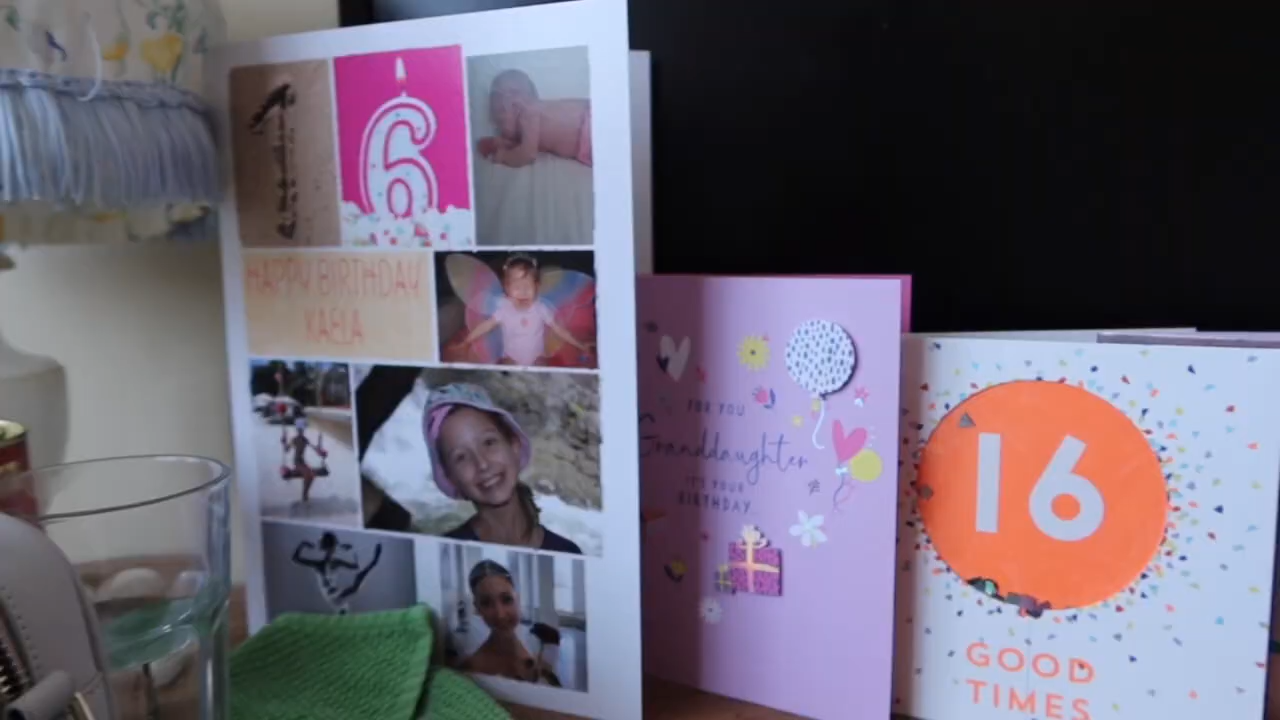 16
HAPPY BIRTHDAY
KAELA
FOR YOU
Granddaughter
IT'S YOUR
BIRTHDAY
16
GOOD
TIMES